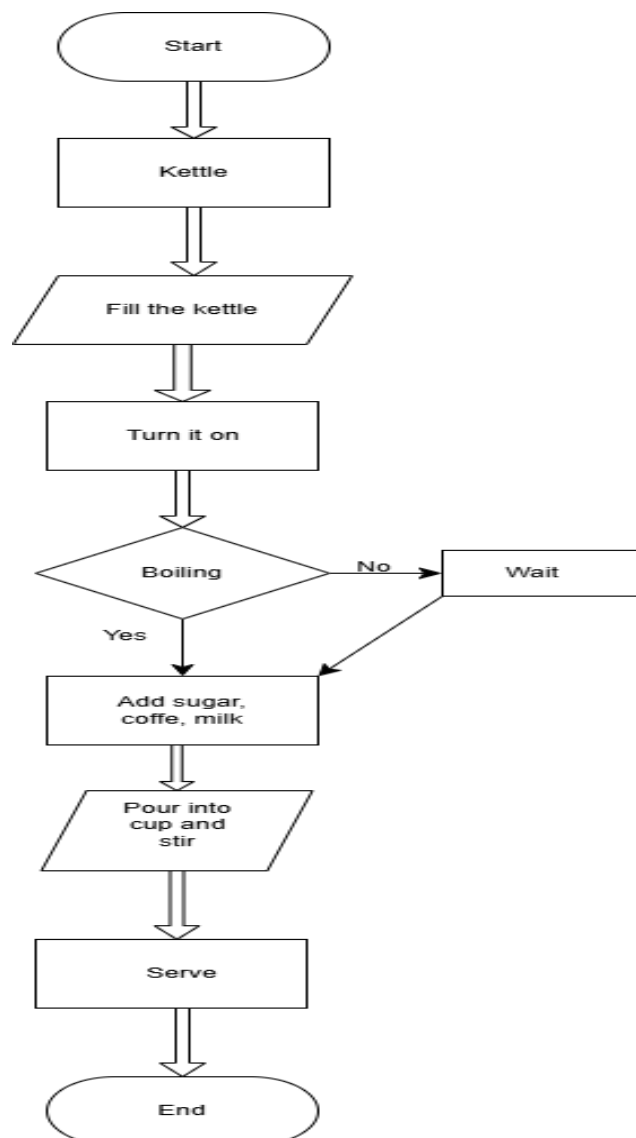 Start
Kettle
Fill the kettle
Turn it on
Boiling
No
Wait
Yes
Add sugar,
coffe, milk
Pour into
cup and
stir
Serve
End